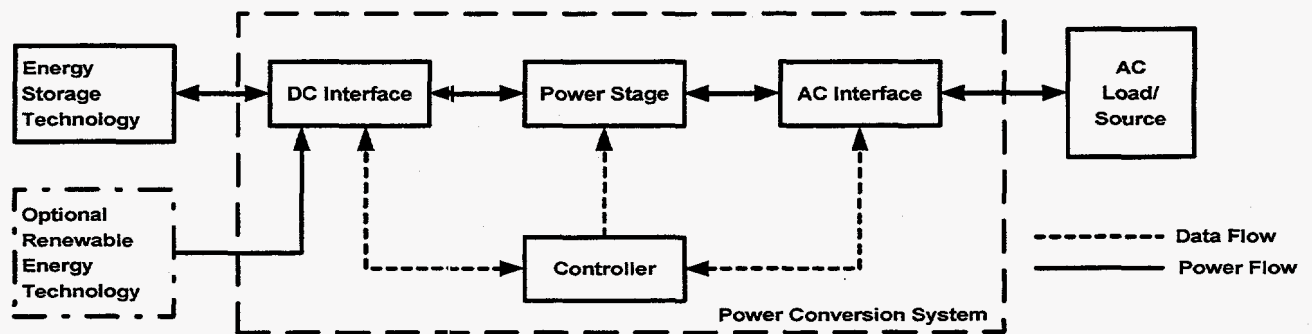 Energy
Storage
Technology
DC Interface
Power Stage
AC Interface
AC
Load/
Source
Optional
Renewable
Energy
Technology
Controller
Data Flow
Power Flow
Power Conversion System